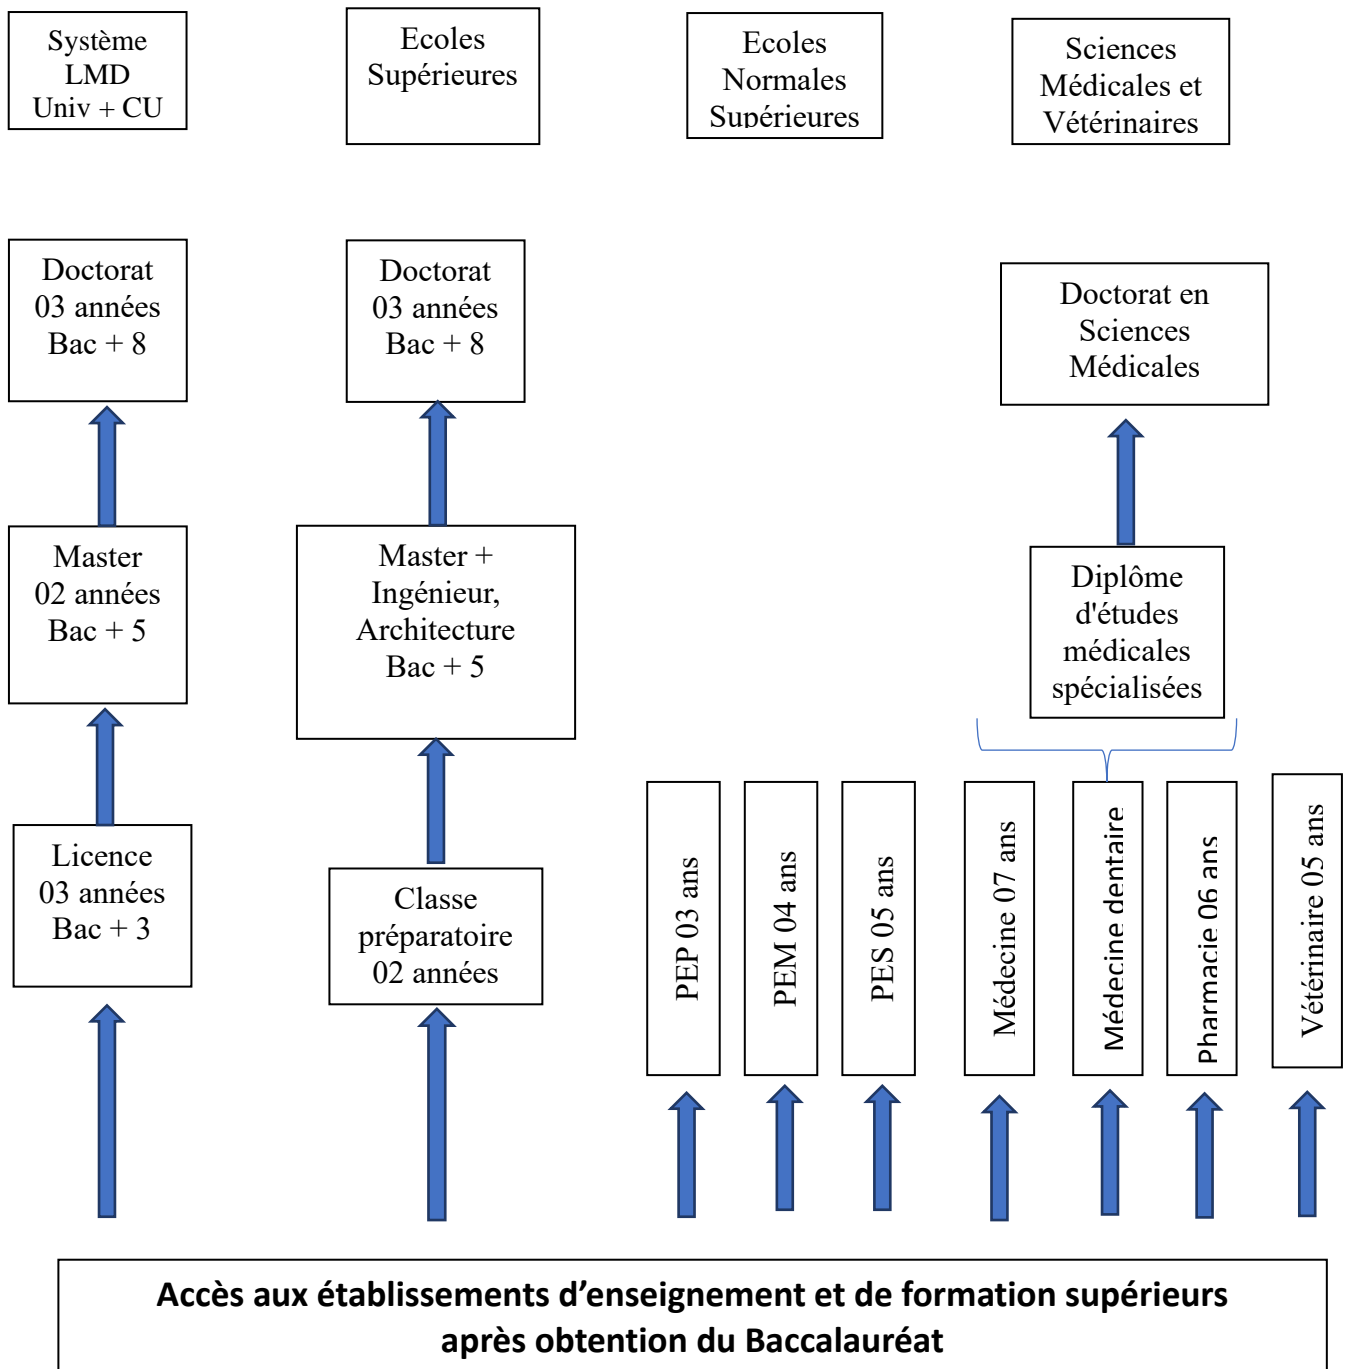 Système
LMD
Univ + CU
Ecoles
Supérieures
Ecoles
Normales
Supérieures
Sciences
Médicales et
Vétérinaires
Doctorat
03 années
Bac + 8
Doctorat
03 années
Bac + 8
Doctorat en
Sciences
Médicales
Master
02 années
Bac + 5
Master +
Ingénieur,
Architecture
Bac + 5
Diplôme
d'études
médicales
spécialisées
Licence
03 années
Bac + 3
Classe
préparatoire
02 années
PEP 03 ans
PEM 04 ans
PES 05 ans
Médecine 07 ans
Médecine dentaire
Pharmacie 06 ans
Vétérinaire 05 ans
Accès aux établissements d’enseignement et de formation supérieurs
après obtention du Baccalauréat